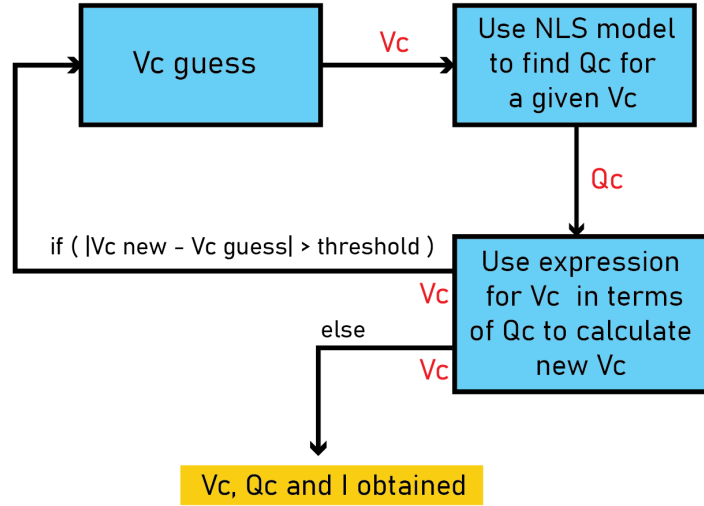 Vc guess
Vc
Use NLS model
to find Qc for
a given Vc
Qc
if ( |Vc new - Vc guess| > threshold )
Use expression
for Vc in terms
of Qc to calculate
new Vc
Vc
else
Vc
Vc, Qc and I obtained